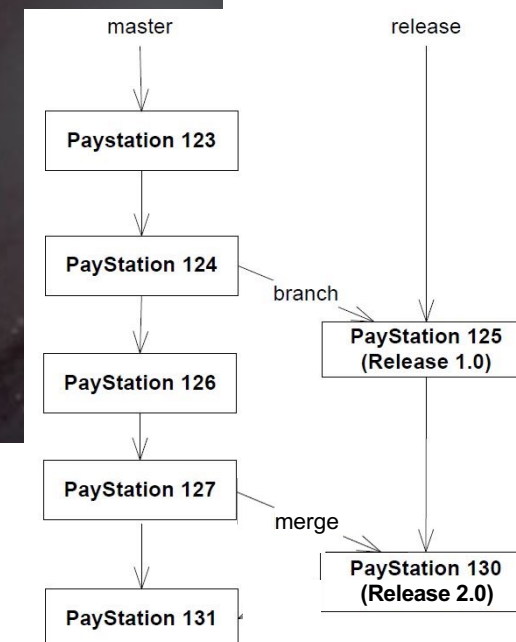 master
release
Paystation 123
PayStation 124
branch
PayStation 125
(Release 1.0)
PayStation 126
PayStation 127
merge
PayStation 130
(Release 2.0)
PayStation 131